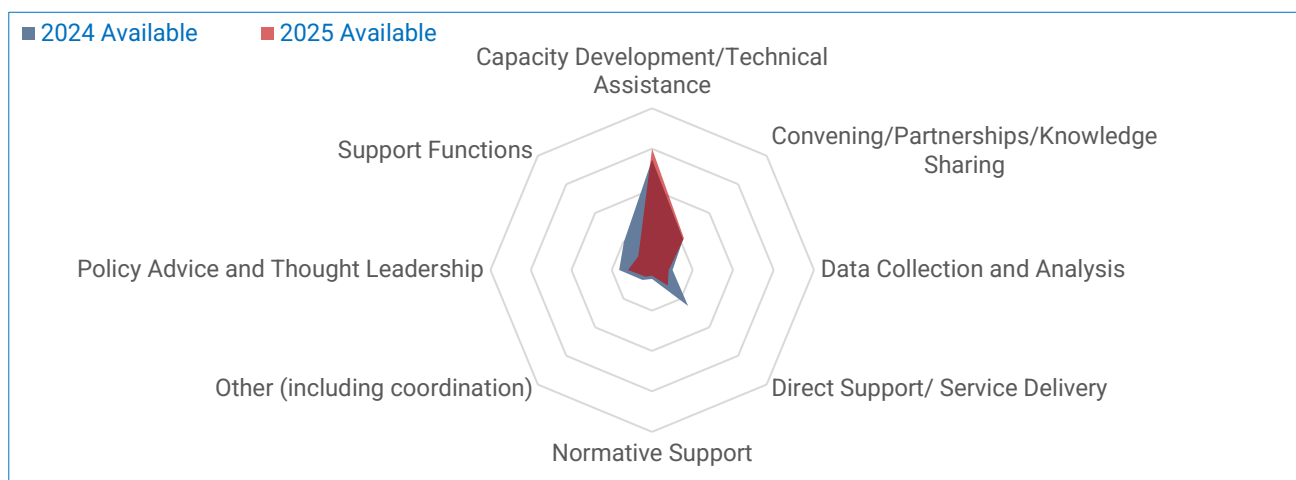 2024 Available
2025 Available
Capacity Development/Technical
Assistance
Convening/Partnerships/Knowledge
Sharing
Support Functions
Policy Advice and Thought Leadership
Data Collection and Analysis
Other (including coordination)
Direct Support/ Service Delivery
Normative Support